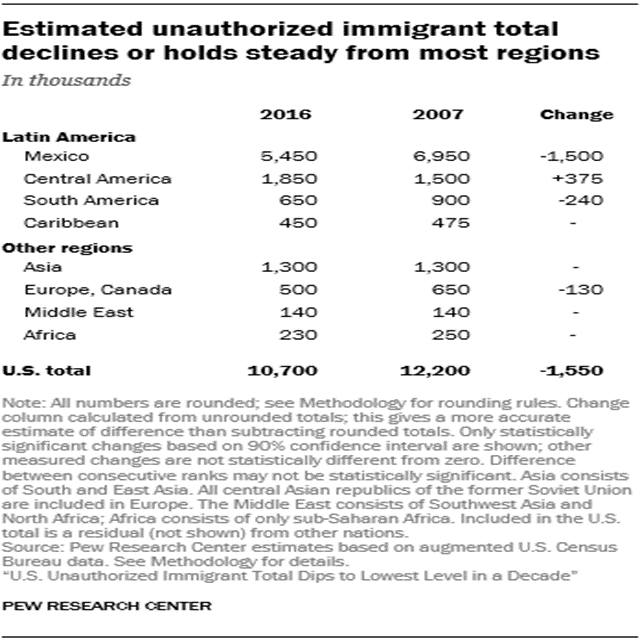 Estimated unauthorized immigrant total
declines or holds steady from most regions
In thousands
2016 2007 Change
Latin America
Mexico 5,450 6,950 -1,500
Central America 1,850 1,500 +375
South America 650 900 -240
Caribbean 450 475 -
Other regions
Asia 1,300 1,300 -
Europe, Canada 500 650 -130
Middle East 140 140 -
Africa 230 250 -
U.S. total 10,700 12,200 -1,550
Note: All numbers are rounded; see Methodology for rounding rules. Change
column calculated from unrounded totals; this gives a more accurate
estimate of difference than subtracting rounded totals. Only statistically
significant changes based on 90% confidence interval are shown; other
measured changes are not statistically different from zero. Difference
between consecutive ranks may not be statistically significant. Asia consists
of South and East Asia. All central Asian republics of the former Soviet Union
are included in Europe. The Middle East consists of Southwest Asia and
North Africa; Africa consists of only sub-Saharan Africa. Included in the U.S.
total is a residual (not shown) from other nations.
Source: Pew Research Center estimates based on augmented U.S. Census
Bureau data. See Methodology for details.
“U.S. Unauthorized Immigrant Total Dips to Lowest Level in a Decade”
PEW RESEARCH CENTER